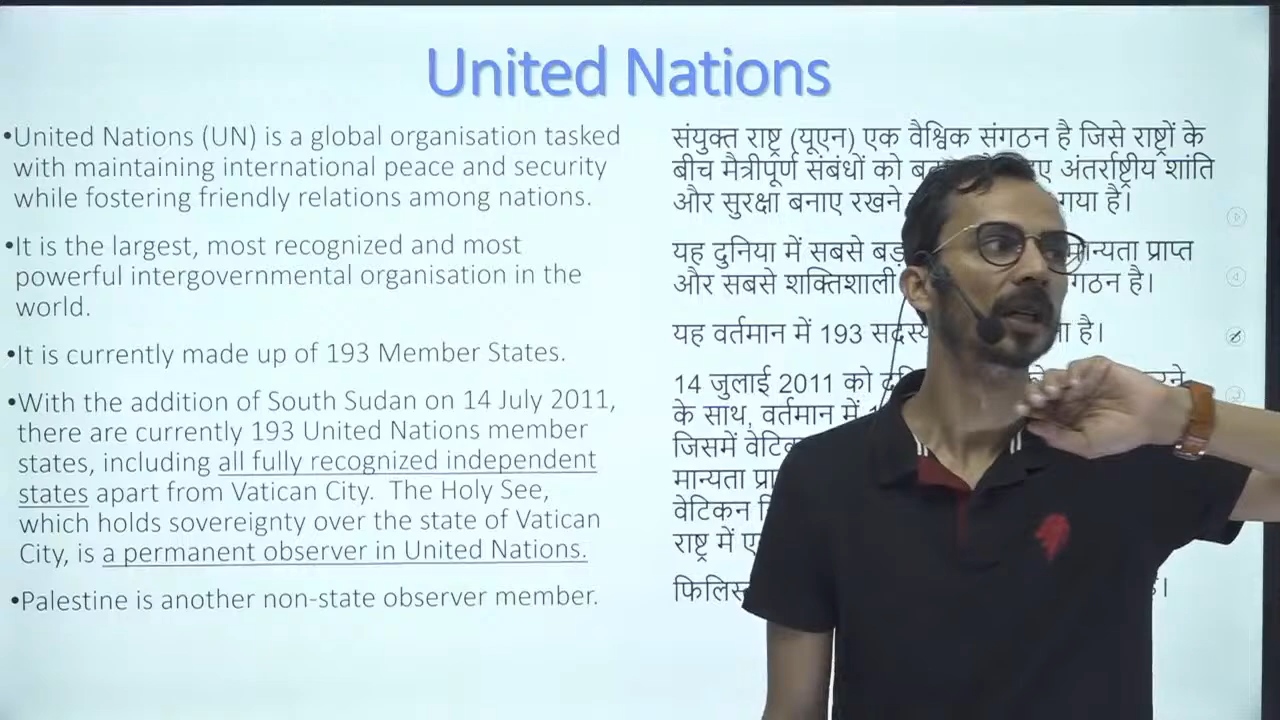 United Nations
•United Nations (UN) is a global organisation tasked
with maintaining international peace and security
while fostering friendly relations among nations.
•It is the largest, most recognized and most
powerful intergovernmental organisation in the
world.
•It is currently made up of 193 Member States.
•With the addition of South Sudan on 14 July 2011,
there are currently 193 United Nations member
states, including all fully recognized independent
states apart from Vatican City. The Holy See,
which holds sovereignty over the state of Vatican
City, is a permanent observer in United Nations.
•Palestine is another non-state observer member.
संयुक्त राष्ट्र (यूएन) एक वैश्विक संगठन है जिसे राष्ट्रों के
बीच मैत्रीपूर्ण संबंधों को अंतर्राष्ट्रीय शांति
और सुरक्षा बनाए रखने गया है।
यह दुनिया में सबसे मान्यता प्राप्त
और सबसे शक्तिशाली है।
यह वर्तमान में 193 है।
14 जुलाई 2011 को
के साथ, वर्तमान में
जिसमें
मान्यता
वेटिकन
राष्ट्र में